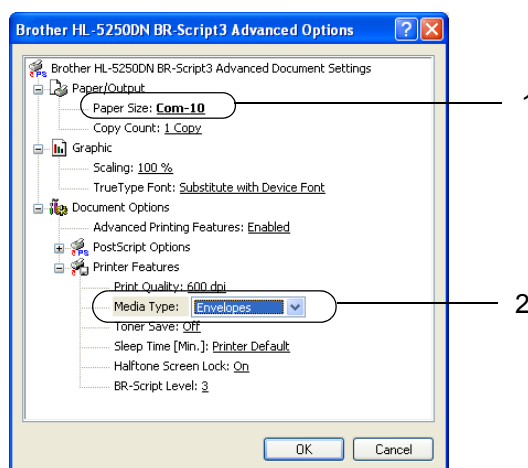 Brother HL-5250DN BR-Script3 Advanced Options
Brother HL-5250DN BR-Script3 Advanced Document Settings
Paper/Output
Paper Size: Com-10
1
Copy Count: 1 Copy
Graphic
Scaling: 100 %
TrueType Font: Substitute with Device Font
Document Options
Advanced Printing Features: Enabled
PostScript Options
Printer Features
Print Quality: 600 dpi
Media Type: Envelopes
2
Toner Save: Off
Sleep Time [Min.]: Printer Default
Halftone Screen Lock: On
BR-Script Level: 3
OK Cancel